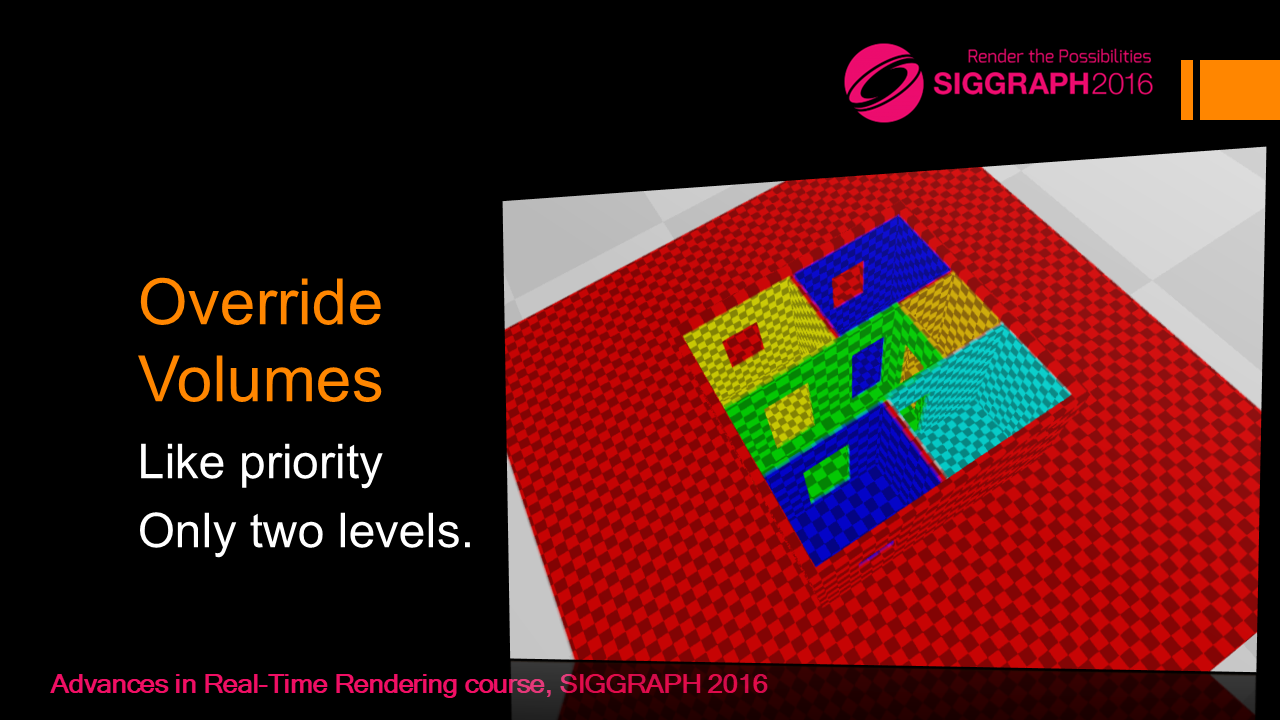 Render the Possibilities
SIGGRAPH2016
Override
Volumes
Like priority
Only two levels.
Advances in Real-Time Rendering course, SIGGRAPH 2016